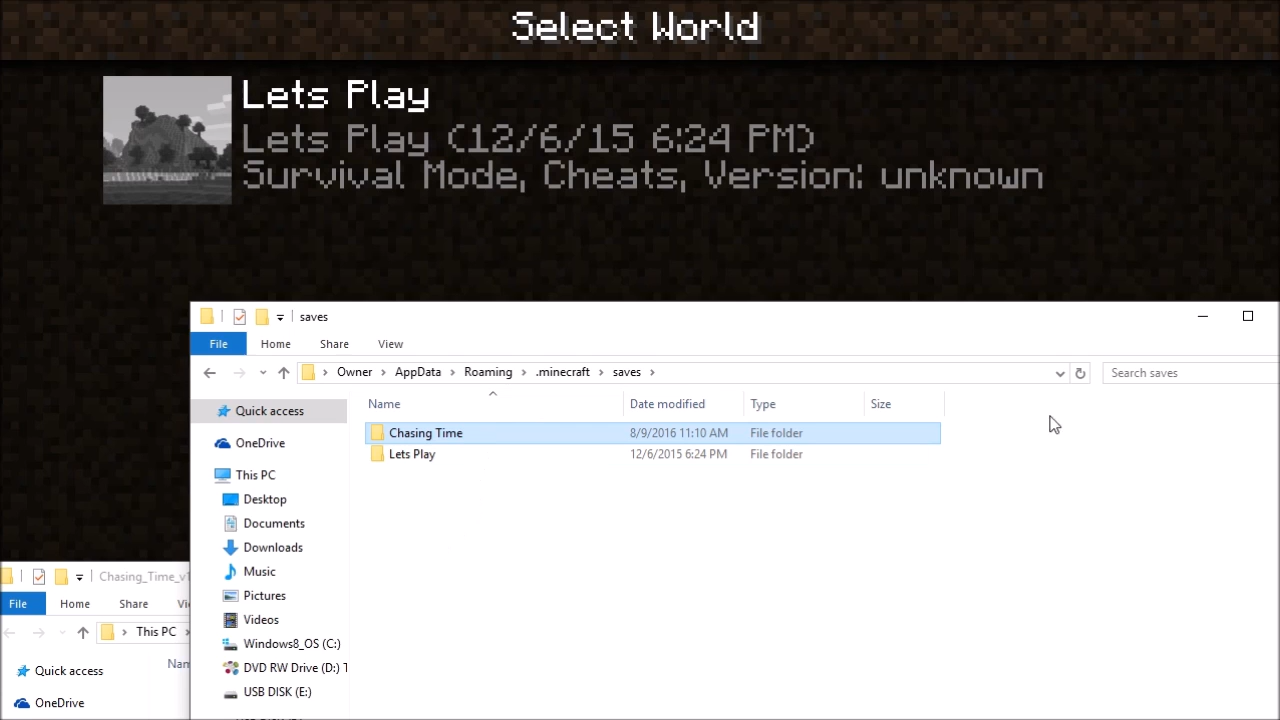 Select World
Lets Play
Lets Play (12/6/15 6:24 PM)
Survival Mode, Cheats, Version: unknown
saves
File Home Share View
Owner AppData Roaming .minecraft saves
Search saves
Name Date modified Type Size
Quick access
OneDrive
This PC
Desktop
Documents
Downloads
Music
Pictures
Videos
Windows8_OS (C:)
DVD RW Drive (D:) T
USB DISK (E:)
Chasing Time 8/9/2016 11:10 AM File folder
Lets Play 12/6/2015 6:24 PM File folder
Chasing_Time_v1
File Home Share Vi
This PC
Nam
Quick access
OneDrive